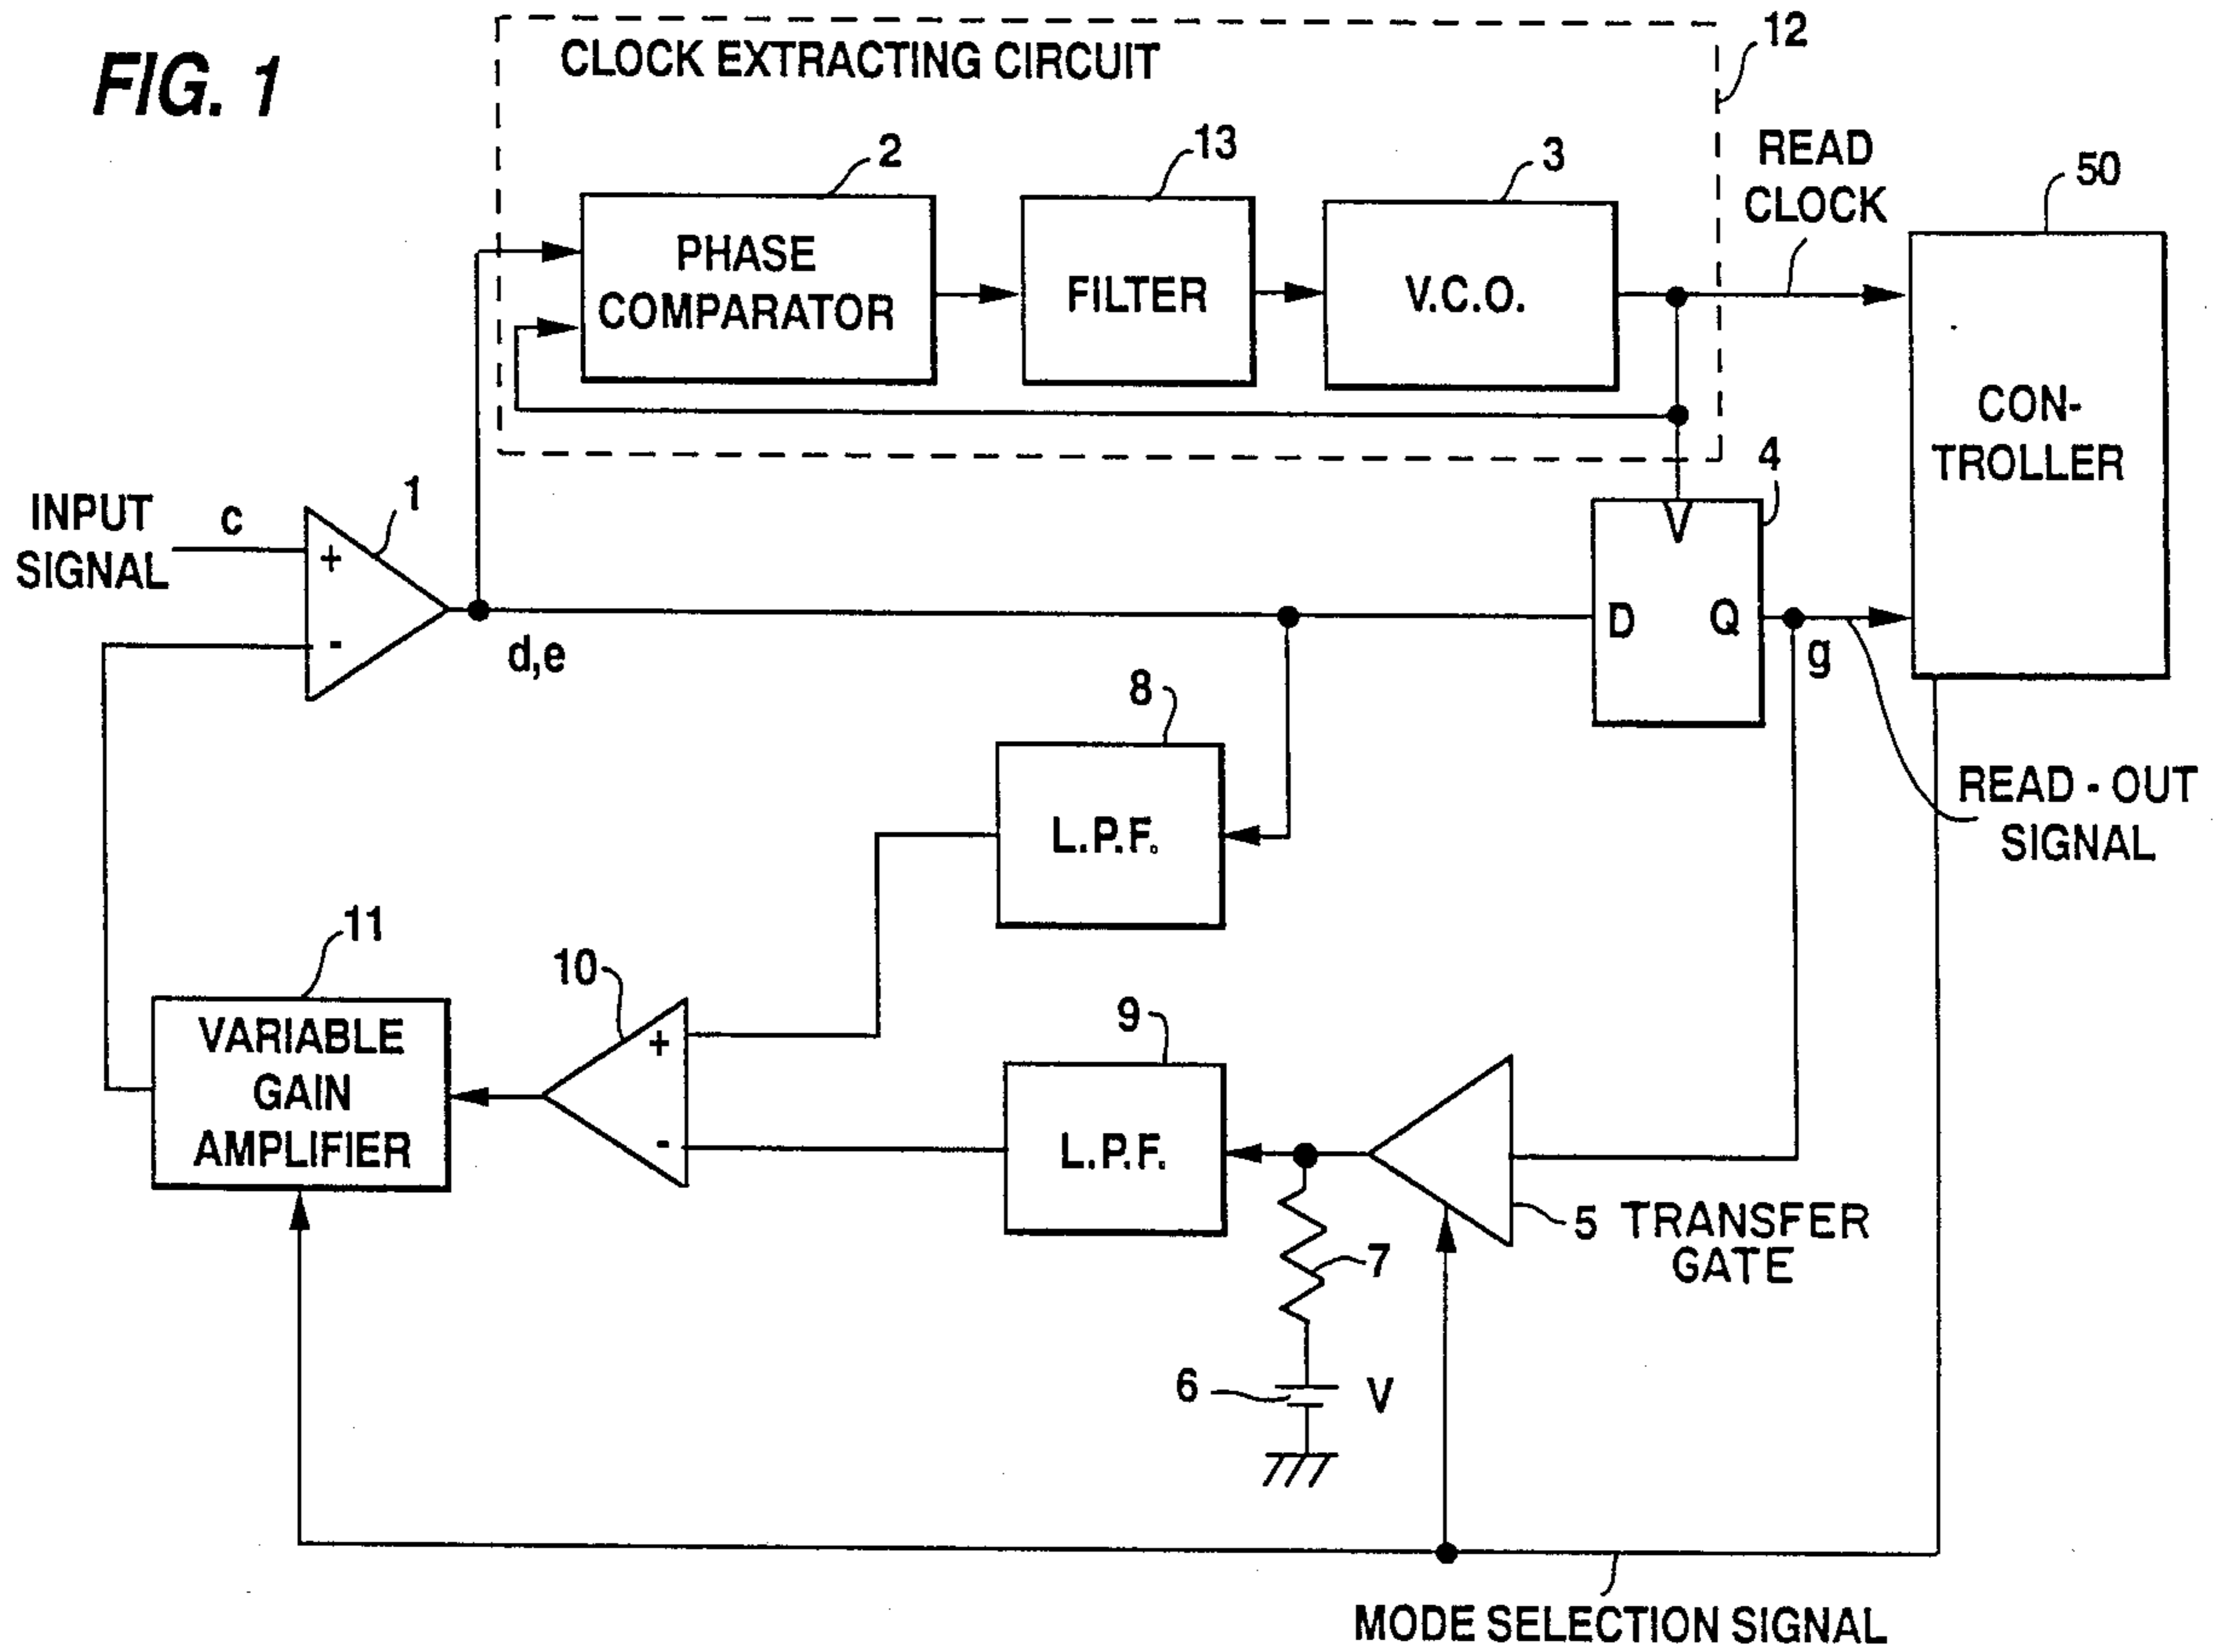 FIG. 1
CLOCK EXTRACTING CIRCUIT
12
2
13
3
READ
CLOCK
50
PHASE
COMPARATOR
FILTER
V.C.O.
CON-
TROLLER
4
INPUT
SIGNAL
c
1
+
-
d,e
V
D
Q
g
8
L.P.F.
READ - OUT
SIGNAL
11
VARIABLE
GAIN
AMPLIFIER
10
+
-
9
L.P.F.
5 TRANSFER
GATE
7
6
V
MODE SELECTION SIGNAL